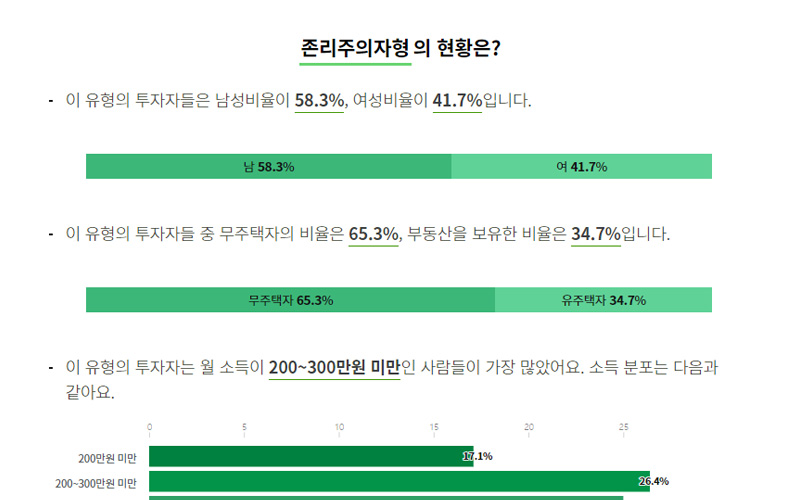 존리주의자형 의 현황은?
- 이 유형의 투자자들은 남성비율이 58.3%, 여성비율이 41.7%입니다.
남 58.3% 여 41.7%
- 이 유형의 투자자들 중 무주택자의 비율은 65.3%, 부동산을 보유한 비율은 34.7%입니다.
무주택자 65.3% 유주택자 34.7%
- 이 유형의 투자자는 월 소득이 200~300만원 미만인 사람들이 가장 많았어요. 소득 분포는 다음과
같아요.
0 5 10 15 20 25
200만원 미만 17.1%
200~300만원 미만 26.4%